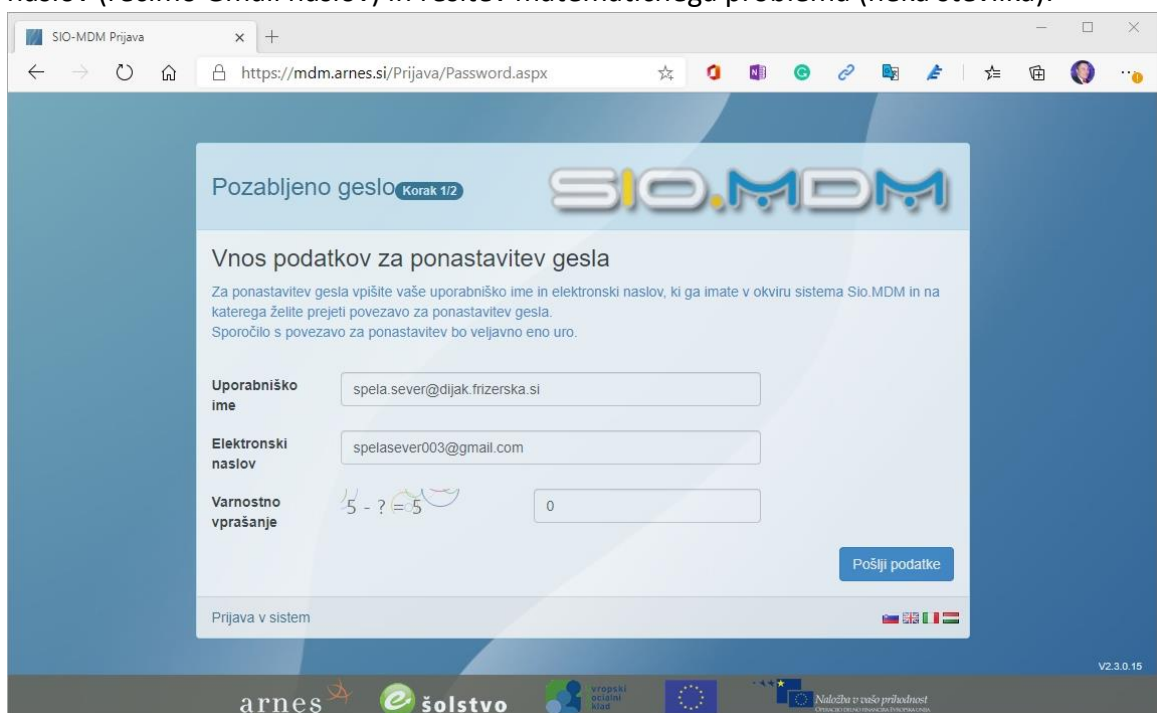 naslov (recimo Gmail naslov) in rešitev matematičnega problema (neka številka).
SIO-MDM Prijava
https://mdm.arnes.si/Prijava/Password.aspx
Pozabljeno geslo Korak 1/2
SIO.MDM
Vnos podatkov za ponastavitev gesla
Za ponastavitev gesla vpišite vaše uporabniško ime in elektronski naslov, ki ga imate v okviru sistema Sio.MDM in na
katerega želite prejeti povezavo za ponastavitev gesla.
Sporočilo s povezavo za ponastavitev bo veljavno eno uro.
Uporabniško
ime
spela.sever@dijak.frizerska.si
Elektronski
naslov
spelasever003@gmail.com
Varnostno
vprašanje
5 - ? = 5
0
Pošlji podatke
Prijava v sistem
V2.3.0.15
arnes
e šolstvo
vropski
ocialni
klad
Naložba v vašo prihodnost